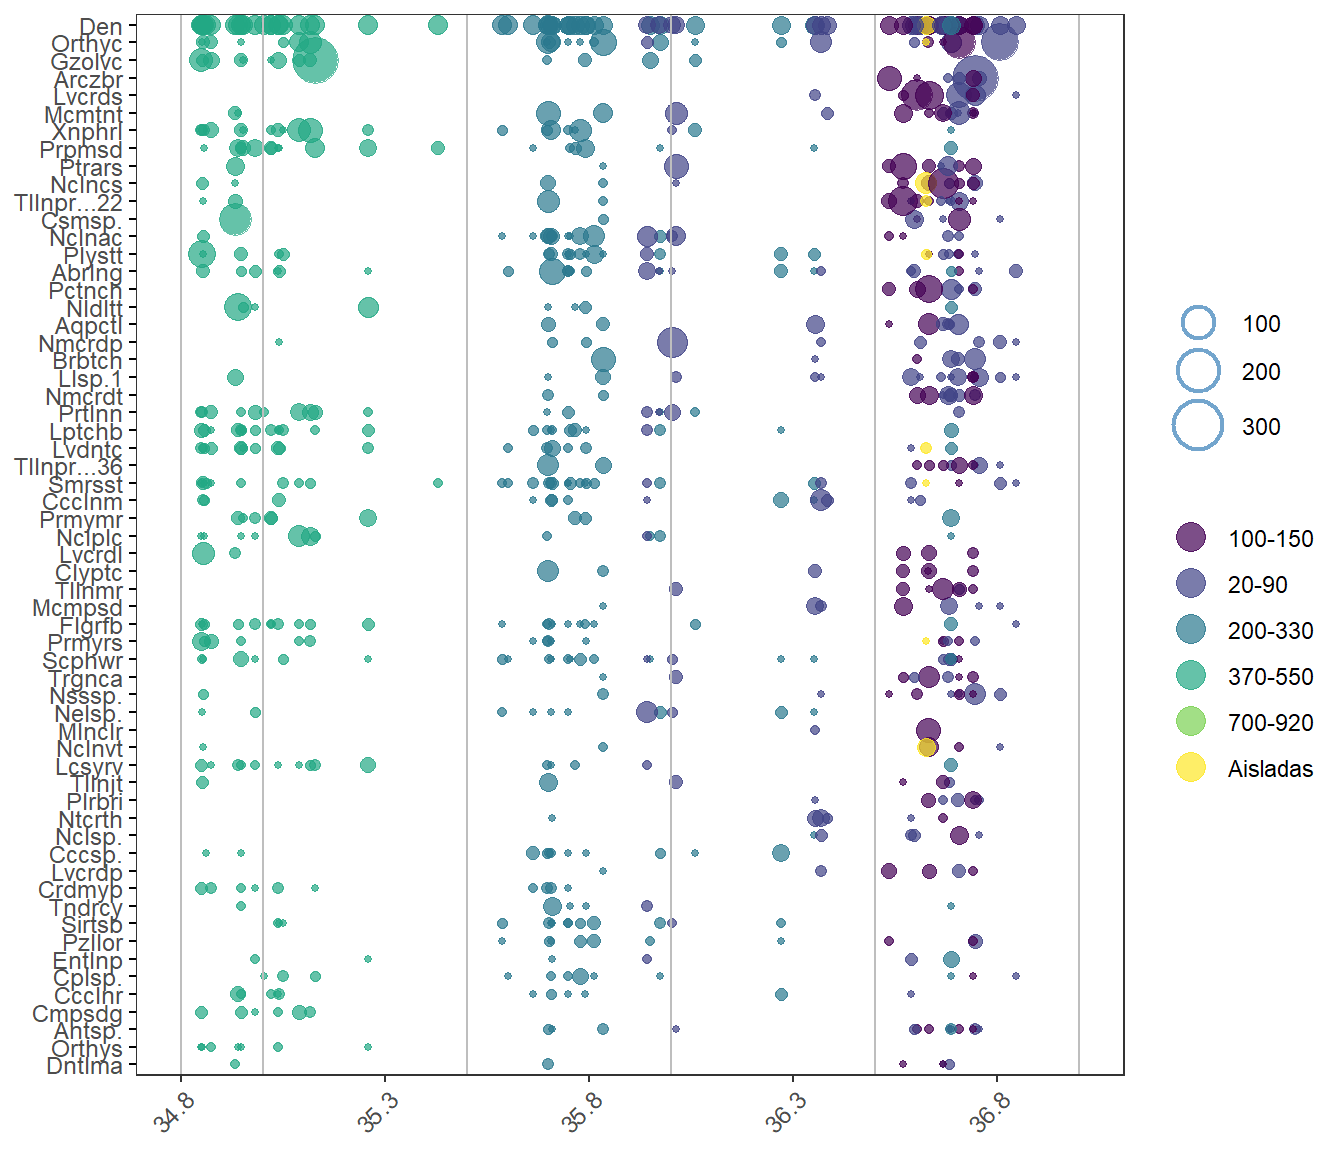 Den
Orthyc
Gzolvc
Arczbr
Lvcrds
Mcmtnt
Xnphrl
Prpmsd
Ptrars
Nclncs
Tllnpr...22
Csmsp.
Nclnac
Plystt
Abrlng
Pctnch
Nldltt
Aqpctl
Nmcrdp
Brbtch
Llsp.1
Nmcrdt
Prtlnn
Lptchb
Lvdntc
Tllnpr...36
Smrsst
Ccclnm
Prmymr
Nclplc
Lvcrdl
Clyptc
Tllnmr
Mcmpsd
Flgrfb
Prmyrs
Scphwr
Trgnca
Nsssp.
Nelsb.
Mlnclr
Nclnvt
Lcsyrv
Tllnjt
Plrbrl
Ntcrth
Nclsp.
Cccsp.
Lvcrdp
Crdmyb
Tndrcy
Sirtsb
Pzllor
Entlnp
Cplsp.
Ccclhr
Cmpsdg
Ahtsp.
Orthys
Dntlma
34.8
35.3
35.8
36.3
36.8
100
200
300
100-150
20-90
200-330
370-550
700-920
Aisladas